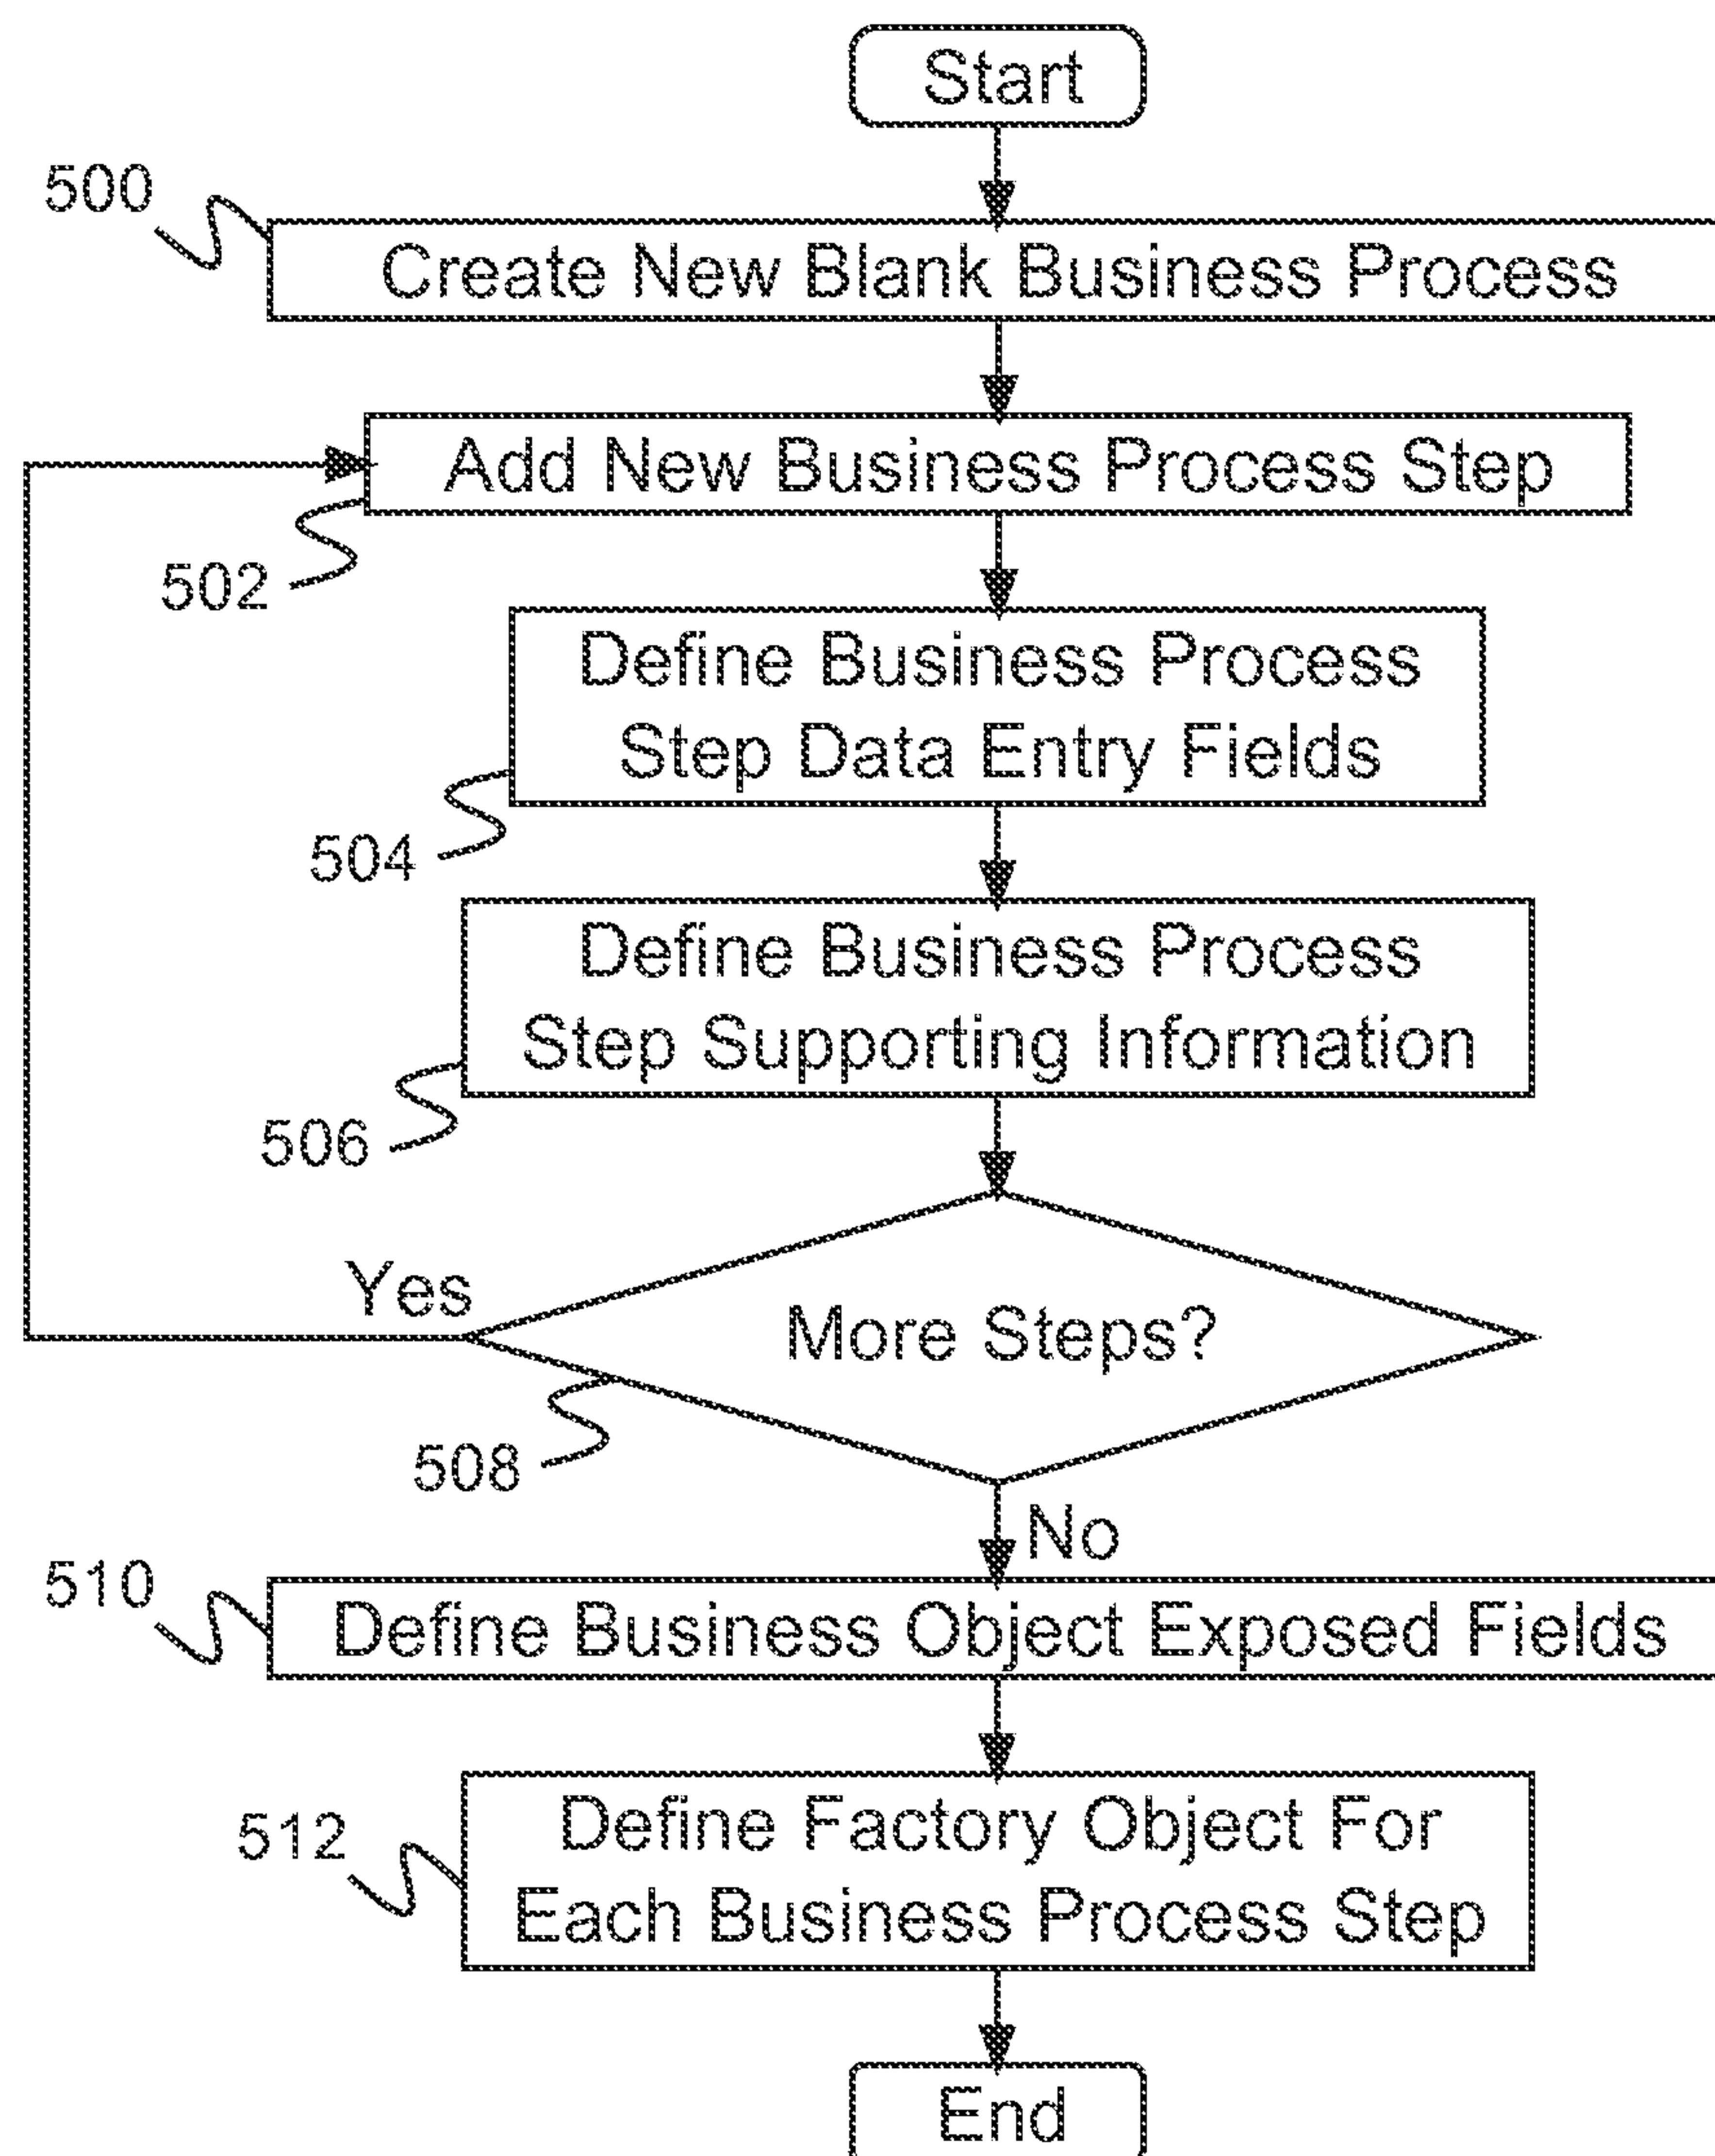 Start
500
Create New Blank Business Process
Add New Business Process Step
502
Define Business Process
Step Data Entry Fields
504
Define Business Process
Step Supporting Information
506
Yes
More Steps?
508
No
510
Define Business Object Exposed Fields
512
Define Factory Object For
Each Business Process Step
End